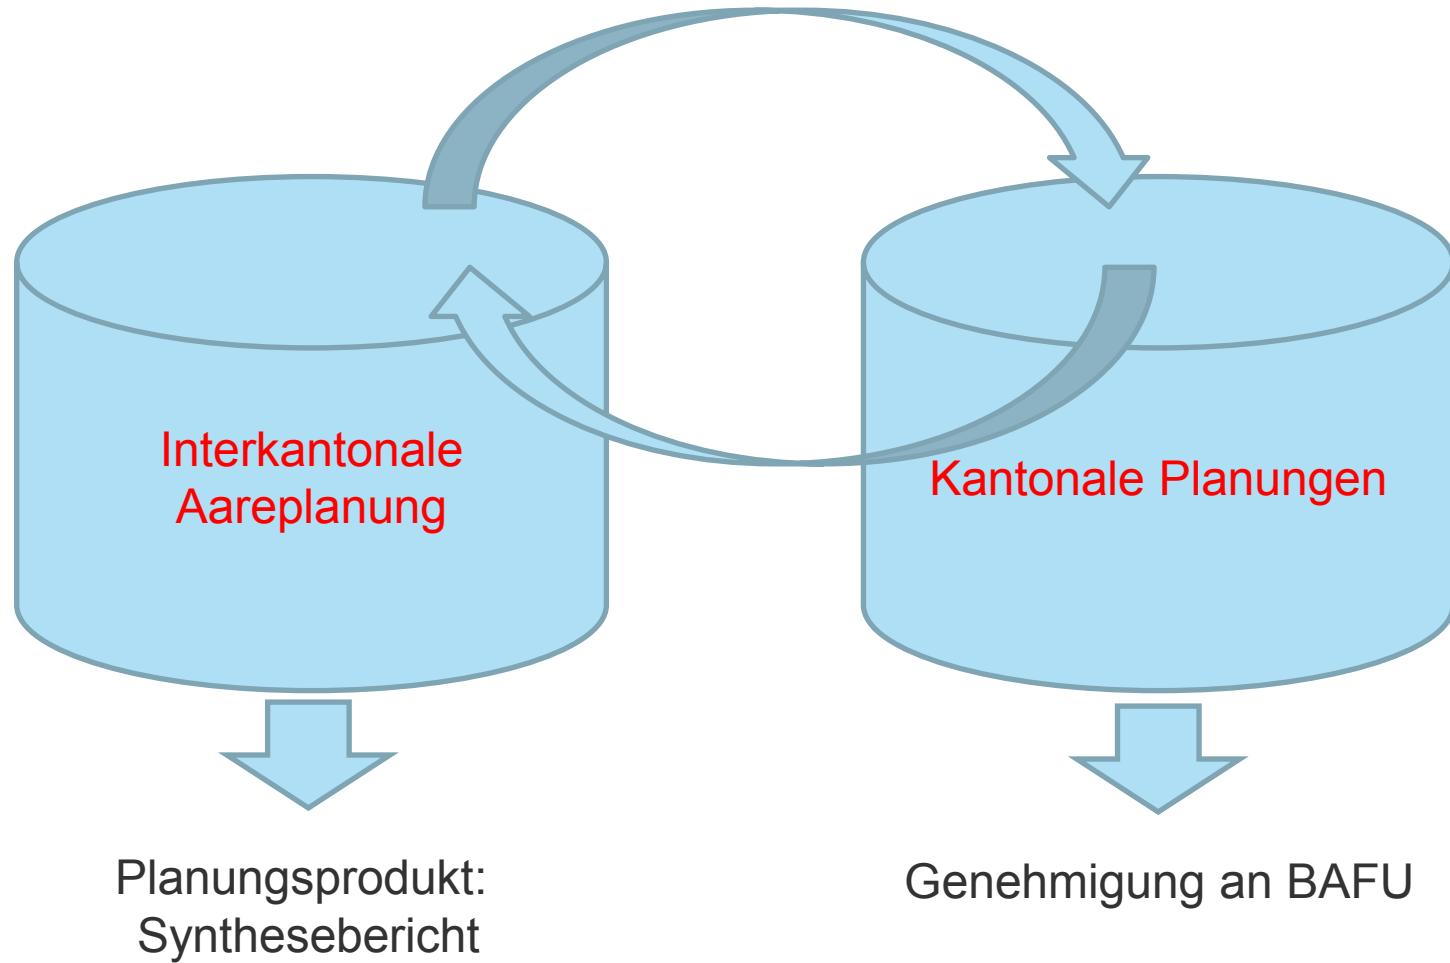 Interkantonale
Aareplanung
Kantonale Planungen
Planungsprodukt:
Synthesebericht
Genehmigung an BAFU